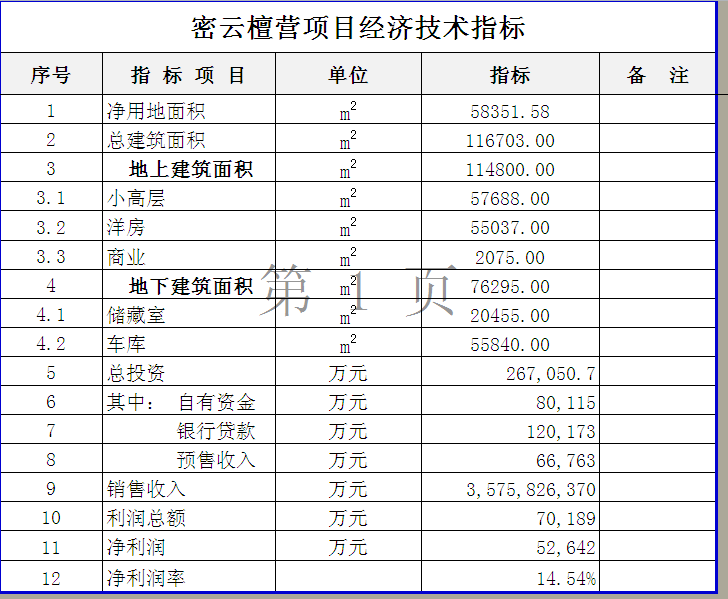 密云檀营项目经济技术指标
序号 指 标 项 目 单位 指标 备 注
1 净用地面积 m² 58351.58
2 总建筑面积 m² 116703.00
3 地上建筑面积 m² 114800.00
3.1 小高层 m² 57688.00
3.2 洋房 m² 55037.00
3.3 商业 m² 2075.00
4 地下建筑面积 m² 76295.00
4.1 储藏室 m² 20455.00
4.2 车库 m² 55840.00
第 1 页
5 总投资 万元 267,050.7
6 其中： 自有资金 万元 80,115
7 银行贷款 万元 120,173
8 预售收入 万元 66,763
9 销售收入 万元 3,575,826,370
10 利润总额 万元 70,189
11 净利润 万元 52,642
12 净利润率 14.54%